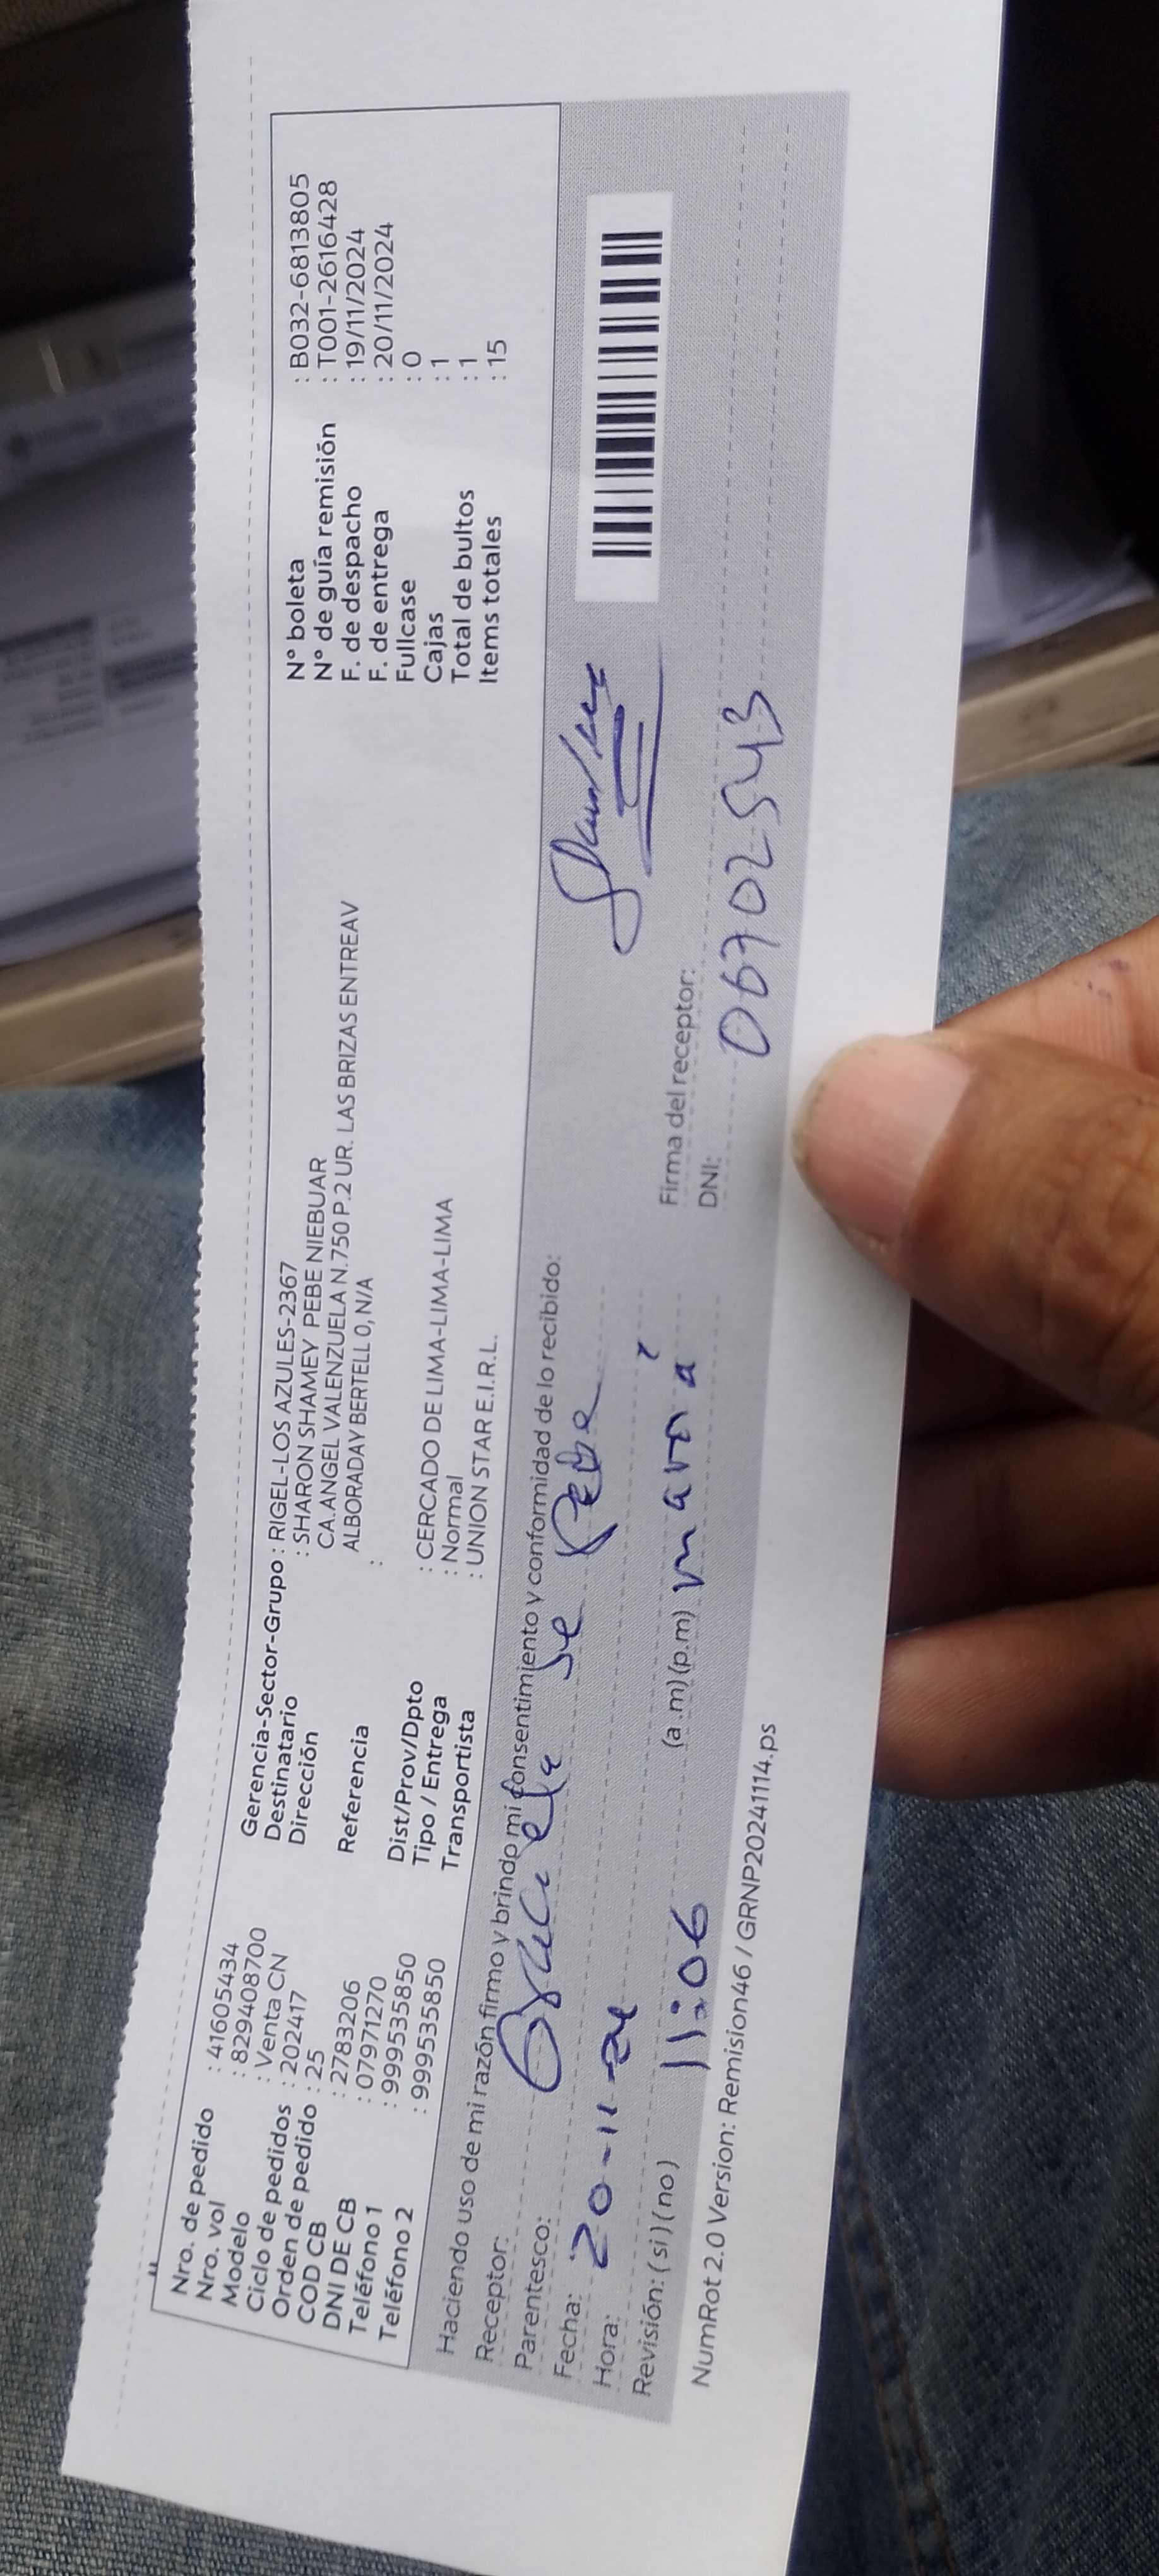 Nro. de pedido : 41605434
Nro. vol : 829408700
Modelo : Venta CN
Ciclo de pedidos : 202417
Orden de pedido : 25
COD CB : 2783206
DNI DE CB : 07971270
Teléfono 1 : 999535850
Teléfono 2 : 999535850
Gerencia-Sector-Grupo : RIGEL-LOS AZULES-2367
Destinatario : SHARON SHAMEY PEBE NIEBUAR
Dirección CA.ANGEL VALENZUELA N.750 P.2 UR. LAS BRIZAS ENTREAV
ALBORADAY BERTELL 0, N/A
Referencia :
Dist/Prov/Dpto : CERCADO DE LIMA-LIMA-LIMA
Tipo / Entrega : Normal
Transportista : UNION STAR E.I.R.L.
N° boleta : B032-6813805
N° de guía remisión : T001-2616428
F. de despacho : 19/11/2024
F. de entrega : 20/11/2024
Fullcase : 0
Cajas : 1
Total de bultos : 1
Items totales : 15
Haciendo uso de mi razón firmo y brindo mi consentimiento y conformidad de lo recibido:
Receptor: Pebe
Parentesco:
Fecha: 20-11-24
Hora: 11:06 (a .m) (p.m) mamá
Revisión: ( si ) ( no )
Firma del receptor:
DNI: 06702543
NumRot 2.0 Version: Remision46 / GRNP20241114.ps